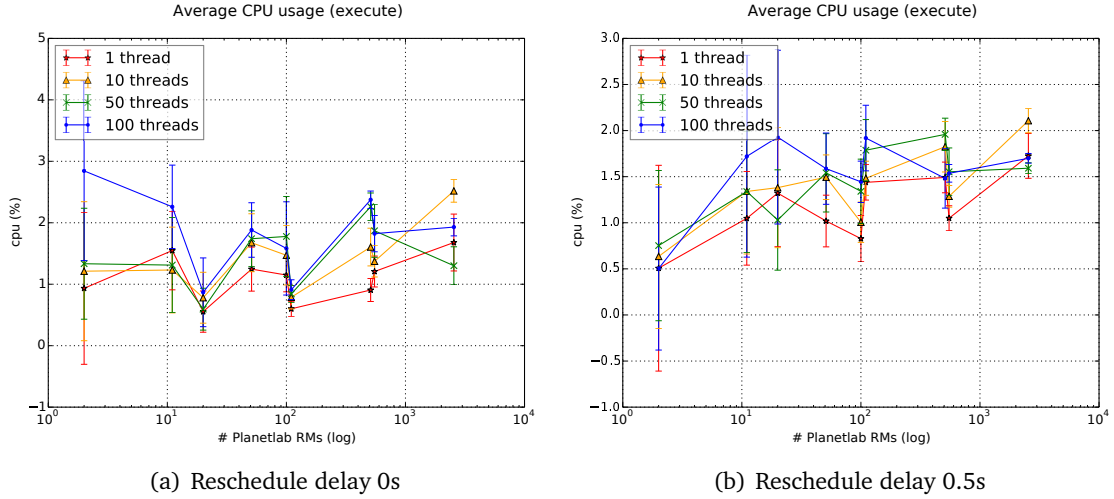 Average CPU usage (execute)
5
4
3
2
1
0
−1
cpu (%)
1 thread
10 threads
50 threads
100 threads
10^0
10^1
10^2
10^3
10^4
# Planetlab RMs (log)
(a) Reschedule delay 0s
Average CPU usage (execute)
3.0
2.5
2.0
1.5
1.0
0.5
0.0
−0.5
−1.0
cpu (%)
1 thread
10 threads
50 threads
100 threads
10^0
10^1
10^2
10^3
10^4
# Planetlab RMs (log)
(b) Reschedule delay 0.5s